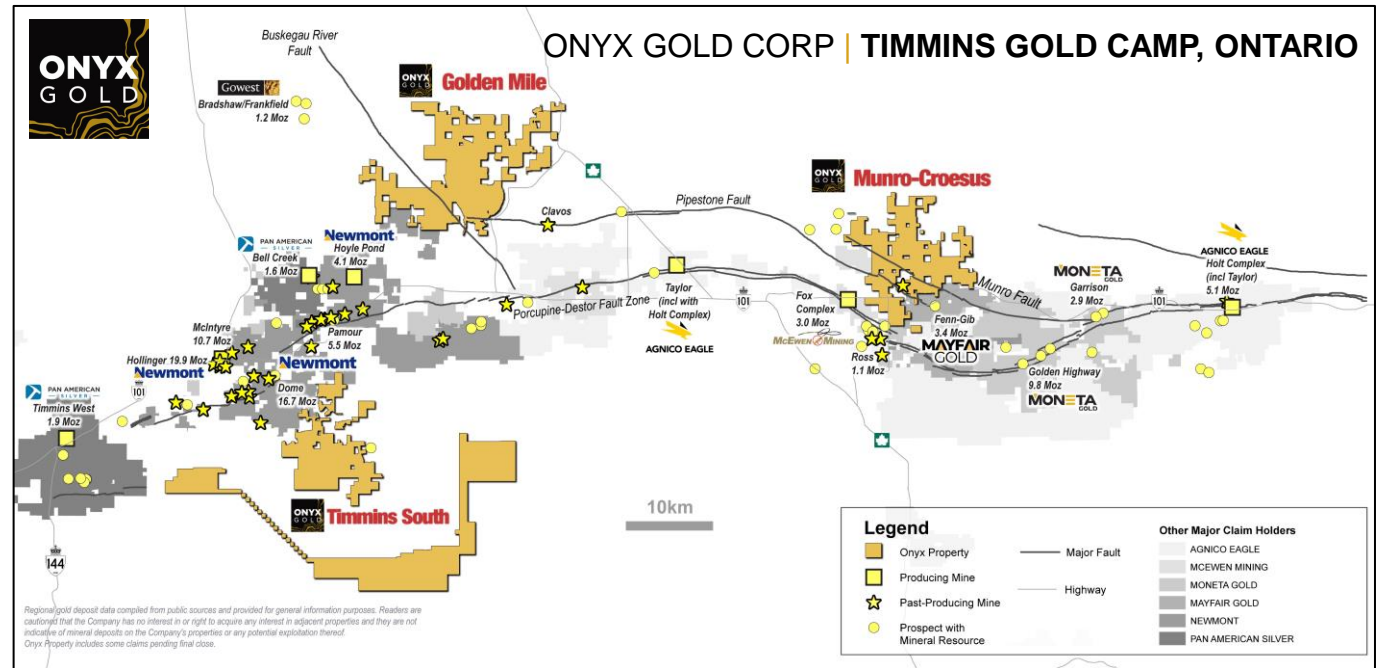 ONYX
GOLD
ONYX GOLD CORP | TIMMINS GOLD CAMP, ONTARIO
Buskegau River
Fault
Gowest
Bradshaw/Frankfield
1.2 Moz
ONYX
GOLD
Golden Mile
ONYX
GOLD
Munro-Croesus
Clavos
Pipestone Fault
PAN AMERICAN
SILVER
Bell Creek
1.6 Moz
Newmont
Hoyle Pond
4.1 Moz
AGNICO EAGLE
Holt Complex
(incl Taylor)
5.1 Moz
MONETA
GOLD
Garrison
2.9 Moz
Munro Fault
101
101
Porcupine-Destor Fault Zone
Taylor
(incl with
Holt Complex)
AGNICO EAGLE
Fox
Complex
3.0 Moz
MCEWEN MINING
Fenn-Gib
3.4 Moz
MAYFAIR
GOLD
Ross
1.1 Moz
Golden Highway
9.8 Moz
MONETA
GOLD
McIntyre
10.7 Moz
Pamour
5.5 Moz
Hollinger 19.9 Moz
Newmont
Newmont
101
Dome
16.7 Moz
PAN AMERICAN
SILVER
Timmins West
1.9 Moz
ONYX
GOLD
Timmins South
144
10km
Legend
Onyx Property
Producing Mine
Past-Producing Mine
Prospect with
Mineral Resource
Major Fault
Highway
Other Major Claim Holders
AGNICO EAGLE
MCEWEN MINING
MONETA GOLD
MAYFAIR GOLD
NEWMONT
PAN AMERICAN SILVER
Regional gold deposit data compiled from public sources and provided for general information purposes. Readers are
cautioned that the Company has no interest in or right to acquire any interest in adjacent properties and they are not
indicative of mineral deposits on the Company's properties or any potential exploitation thereof.
Onyx Property includes some claims pending final close.